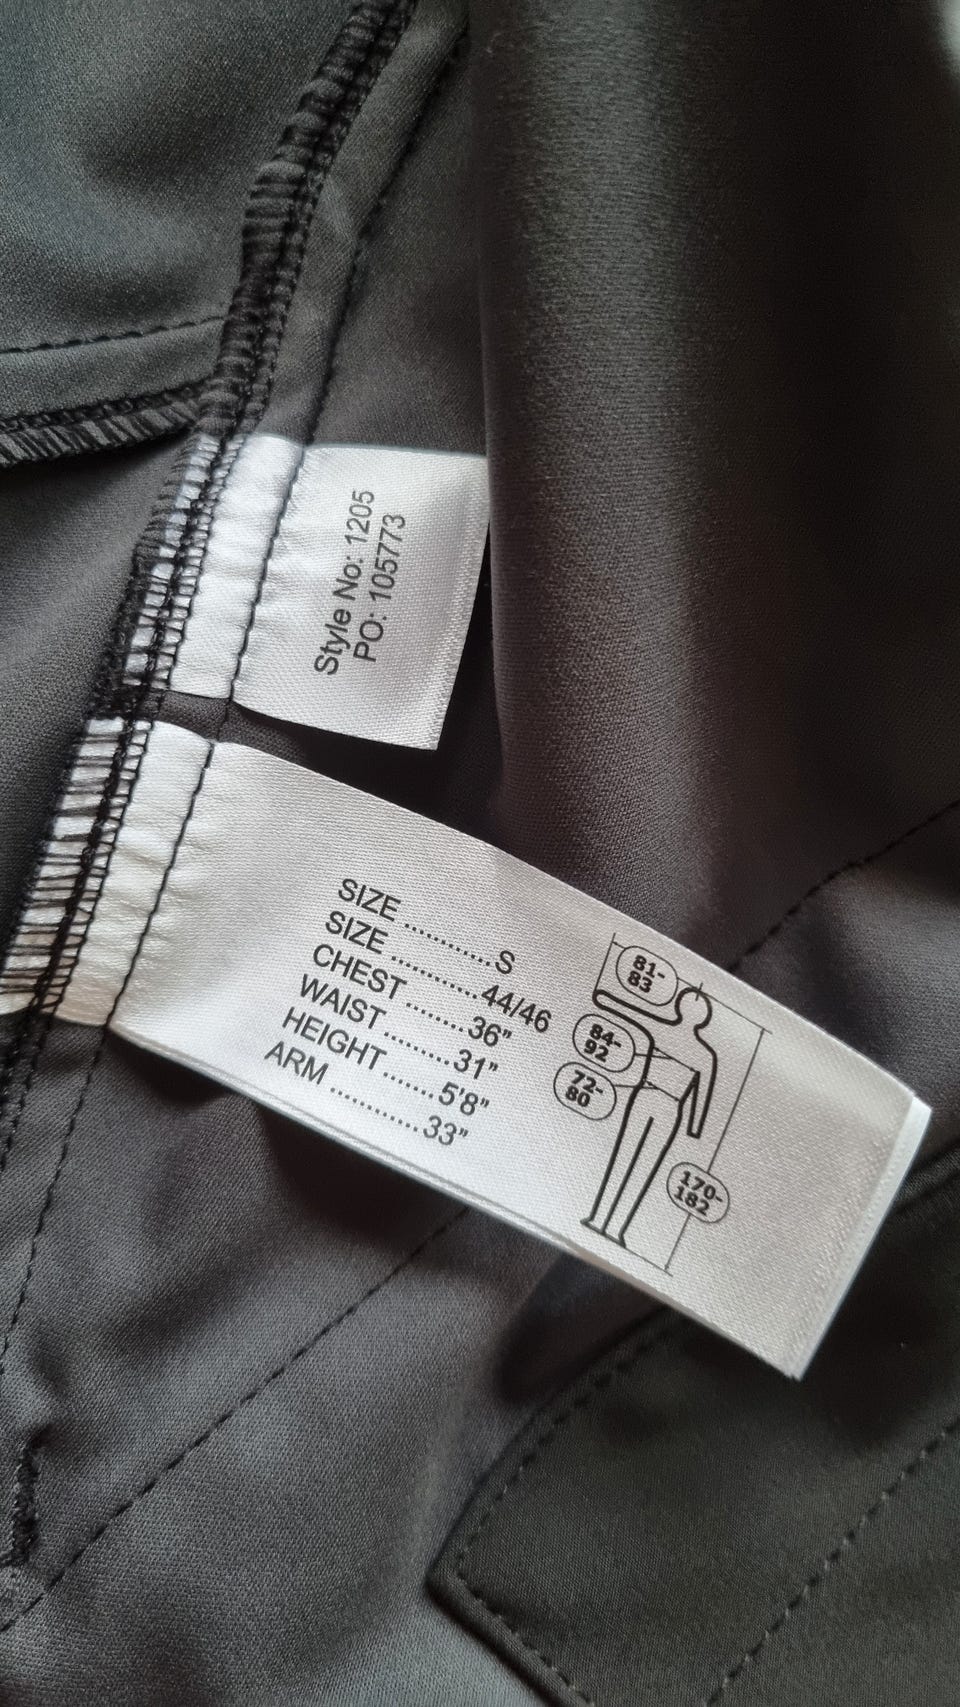 Style No: 1205
PO: 105773
SIZE ............S
SIZE ............44/46
CHEST ........36"
WAIST..........31"
HEIGHT.......5'8"
ARM .............33"
81-
83
84-
92
72-
80
170-
182